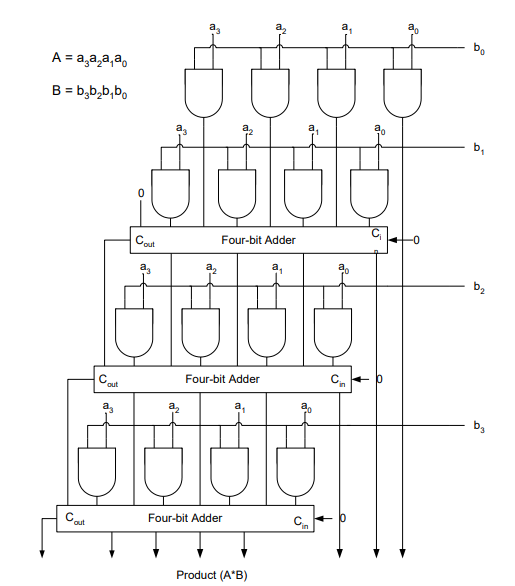 a3 a2 a1 a0
b0
A = a3a2a1a0
B = b3b2b1b0
a3 a2 a1 a0
b1
0
Cout Four-bit Adder Cin 0
a3 a2 a1 a0
b2
Cout Four-bit Adder Cin 0
a3 a2 a1 a0
b3
Cout Four-bit Adder Cin 0
Product (A*B)